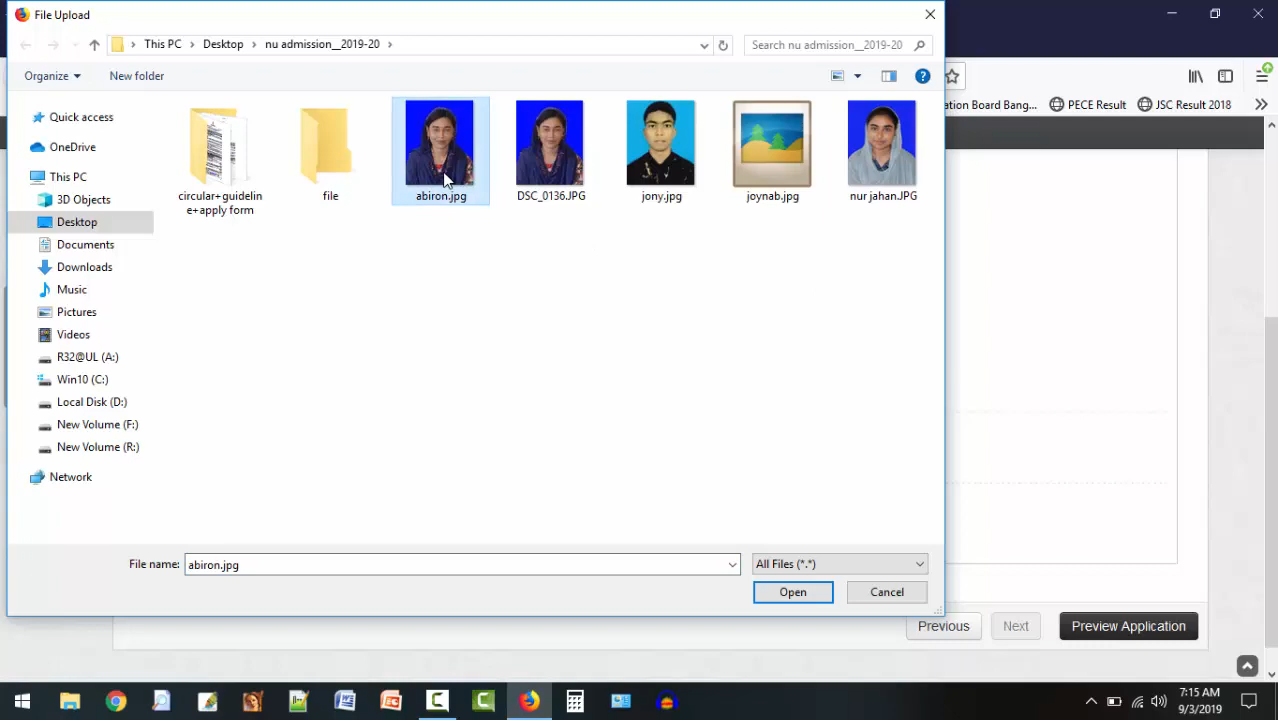 File Upload
This PC
Desktop
nu admission__2019-20
Search nu admission__2019-20
Organize
New folder
ation Board Bang...
PECE Result
JSC Result 2018
Quick access
OneDrive
This PC
3D Objects
Desktop
Documents
Downloads
Music
Pictures
Videos
R32@UL (A:)
Win10 (C:)
Local Disk (D:)
New Volume (F:)
New Volume (R:)
Network
circular+guidelin
e+apply form
file
abiron.jpg
DSC_0136.JPG
jony.jpg
joynab.jpg
nur jahan.JPG
File name:
abiron.jpg
All Files (*.*)
Open
Cancel
Previous
Next
Preview Application
7:15 AM
9/3/2019